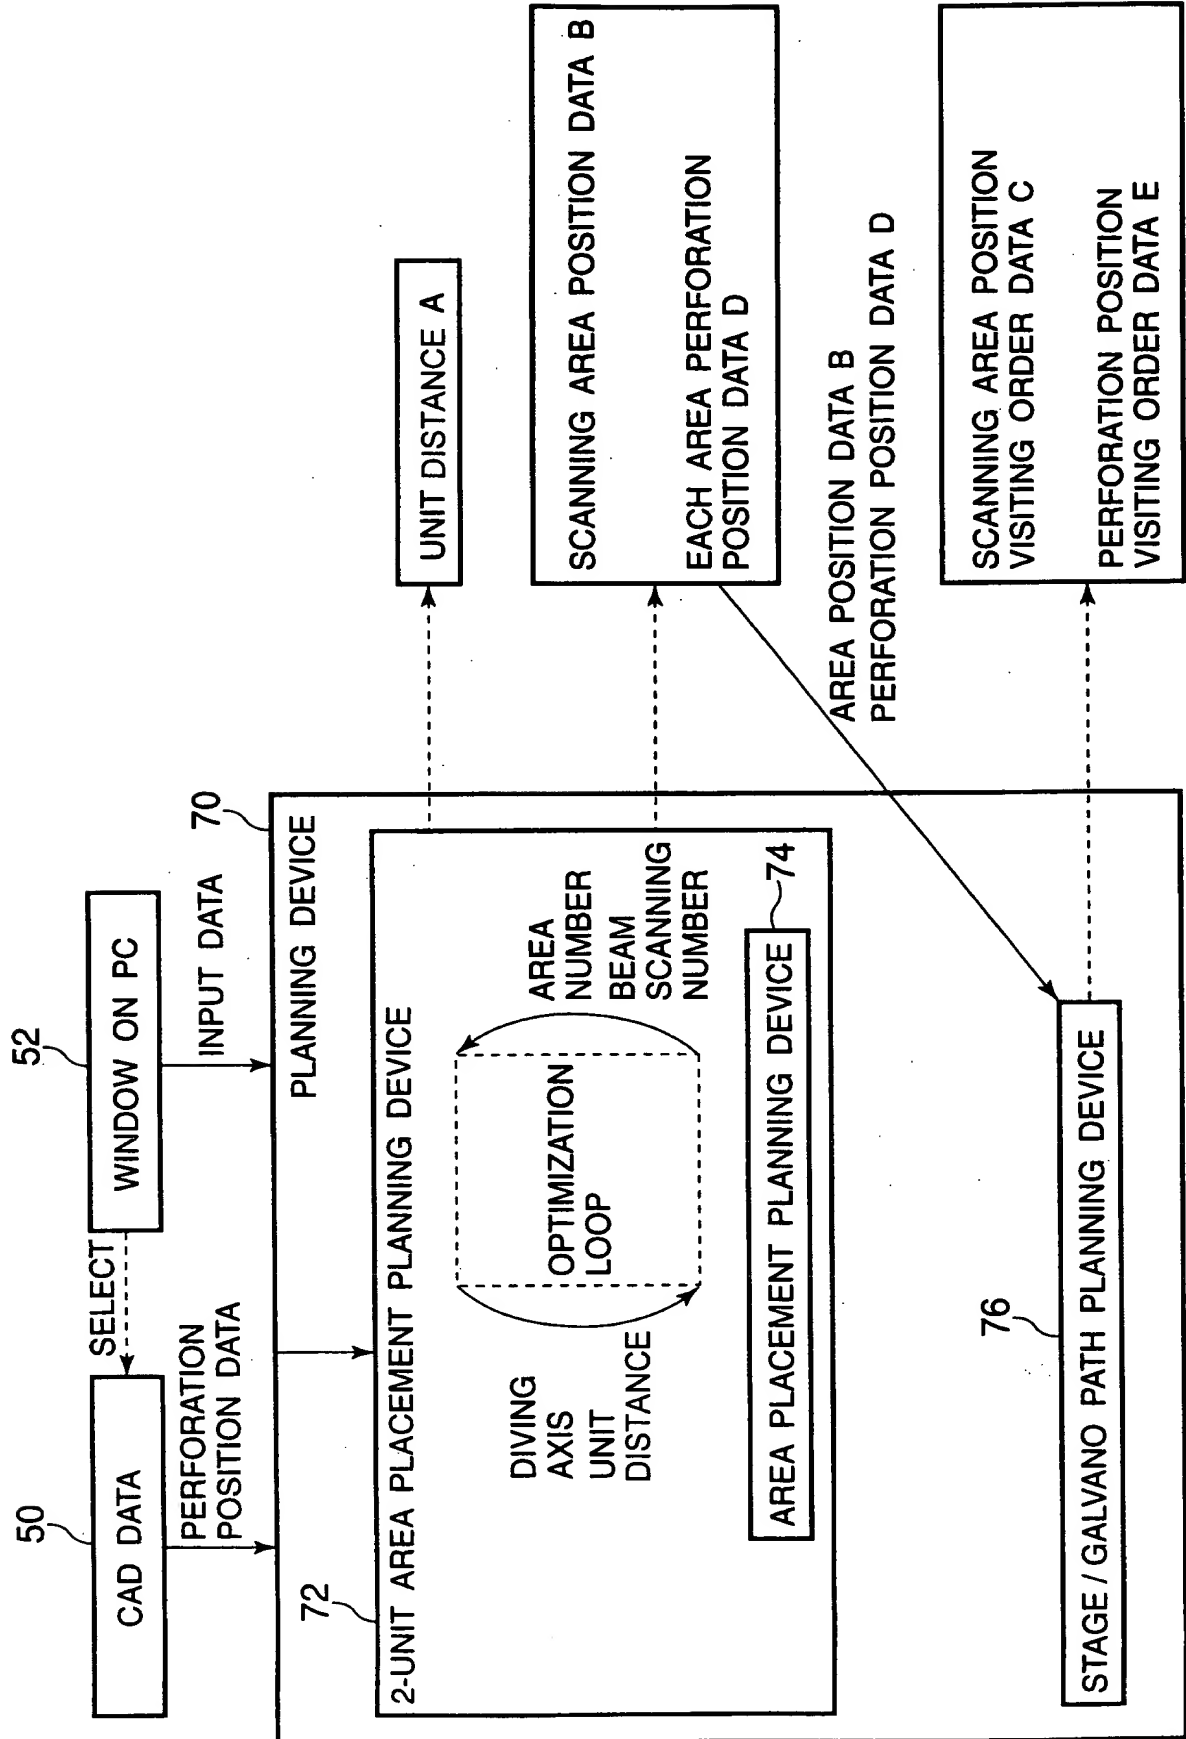 50
CAD DATA
SELECT
52
WINDOW ON PC
PERFORATION
POSITION DATA
INPUT DATA
70
PLANNING DEVICE
72
2-UNIT AREA PLACEMENT PLANNING DEVICE
DIVING
AXIS
UNIT
DISTANCE
OPTIMIZATION
LOOP
AREA
NUMBER
BEAM
SCANNING
NUMBER
74
AREA PLACEMENT PLANNING DEVICE
76
STAGE / GALVANO PATH PLANNING DEVICE
UNIT DISTANCE A
SCANNING AREA POSITION DATA B
EACH AREA PERFORATION
POSITION DATA D
AREA POSITION DATA B
PERFORATION POSITION DATA D
SCANNING AREA POSITION
VISITING ORDER DATA C
PERFORATION POSITION
VISITING ORDER DATA E